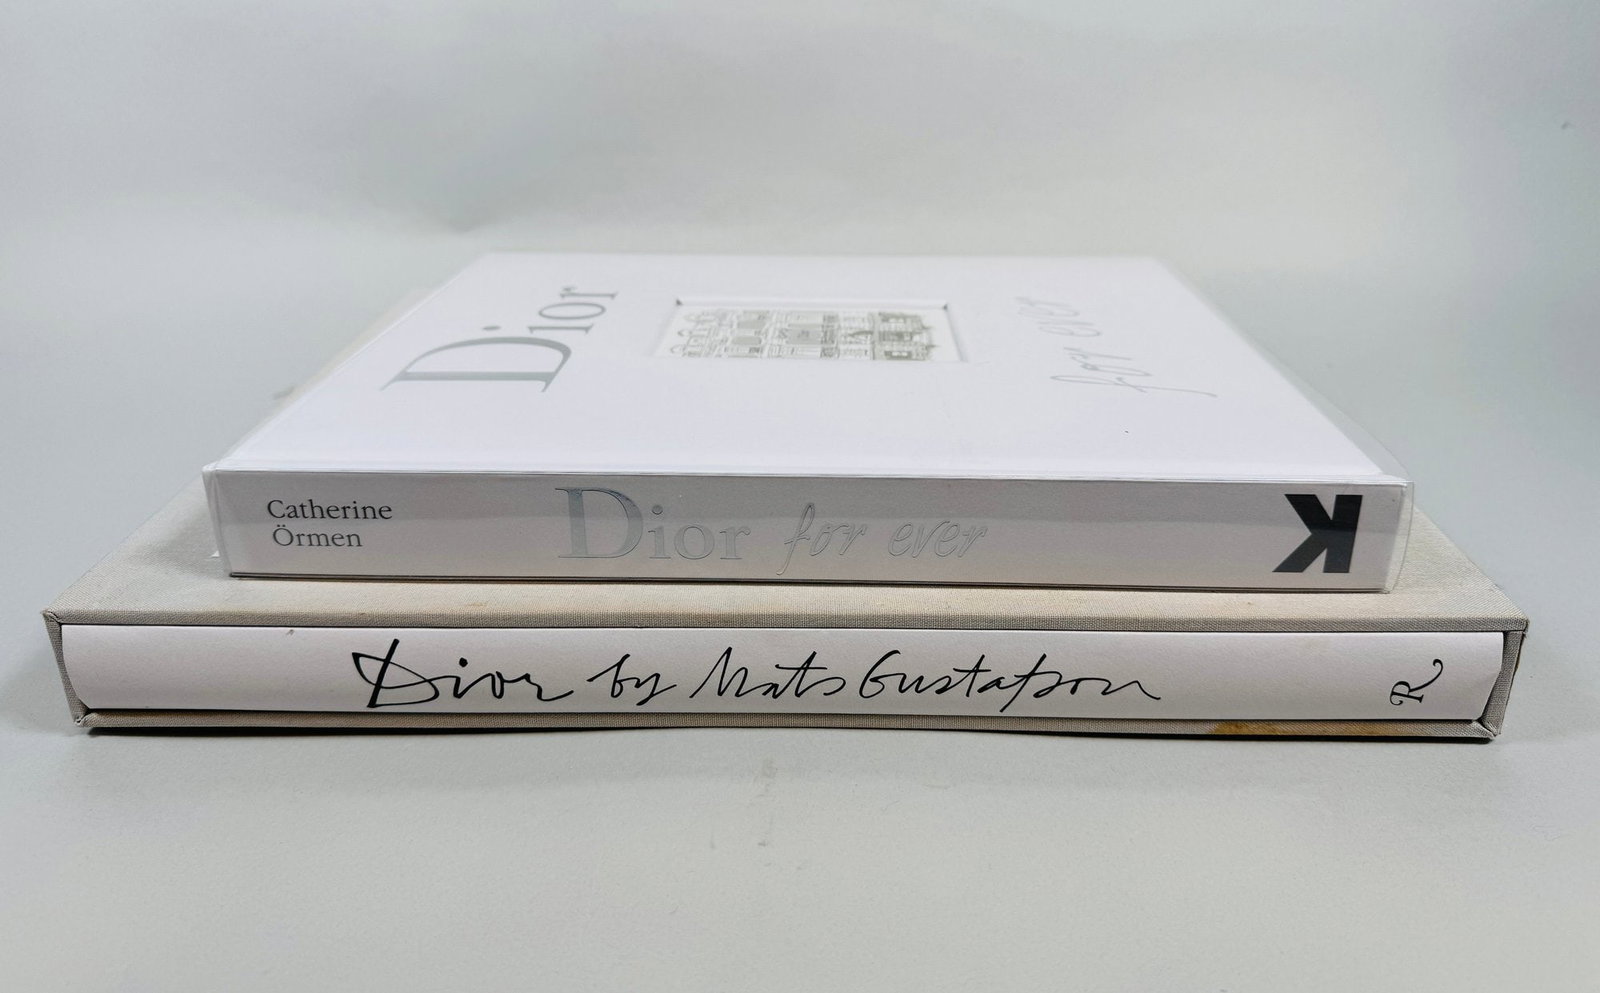 Dior
for ever
Catherine
Örmen
Dior for ever
K
Dior by Mats Gustafson
R